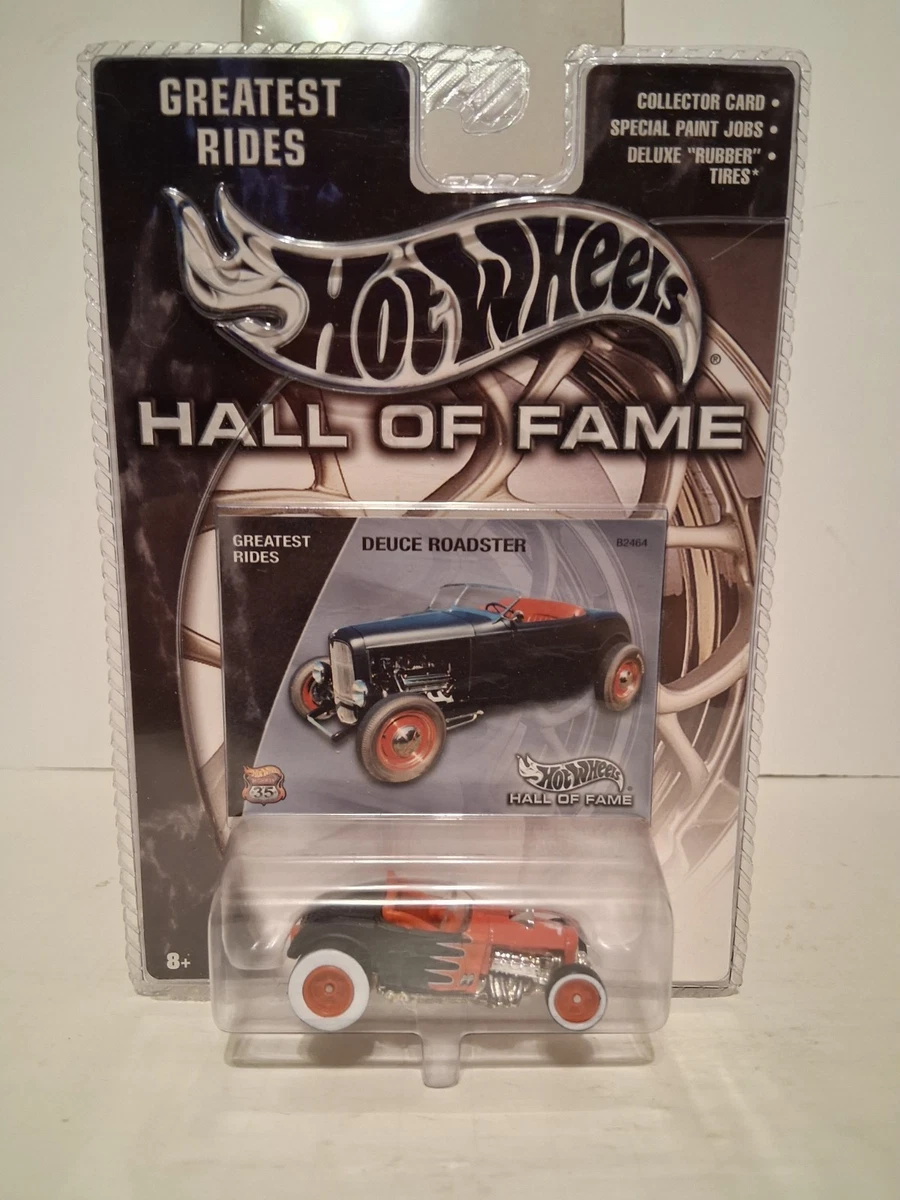 GREATEST
RIDES
COLLECTOR CARD •
SPECIAL PAINT JOBS •
DELUXE "RUBBER" •
TIRES*
HOT WHEELS
®
HALL OF FAME
GREATEST
RIDES
DEUCE ROADSTER
B2464
35
HOT WHEELS®
HALL OF FAME
8+